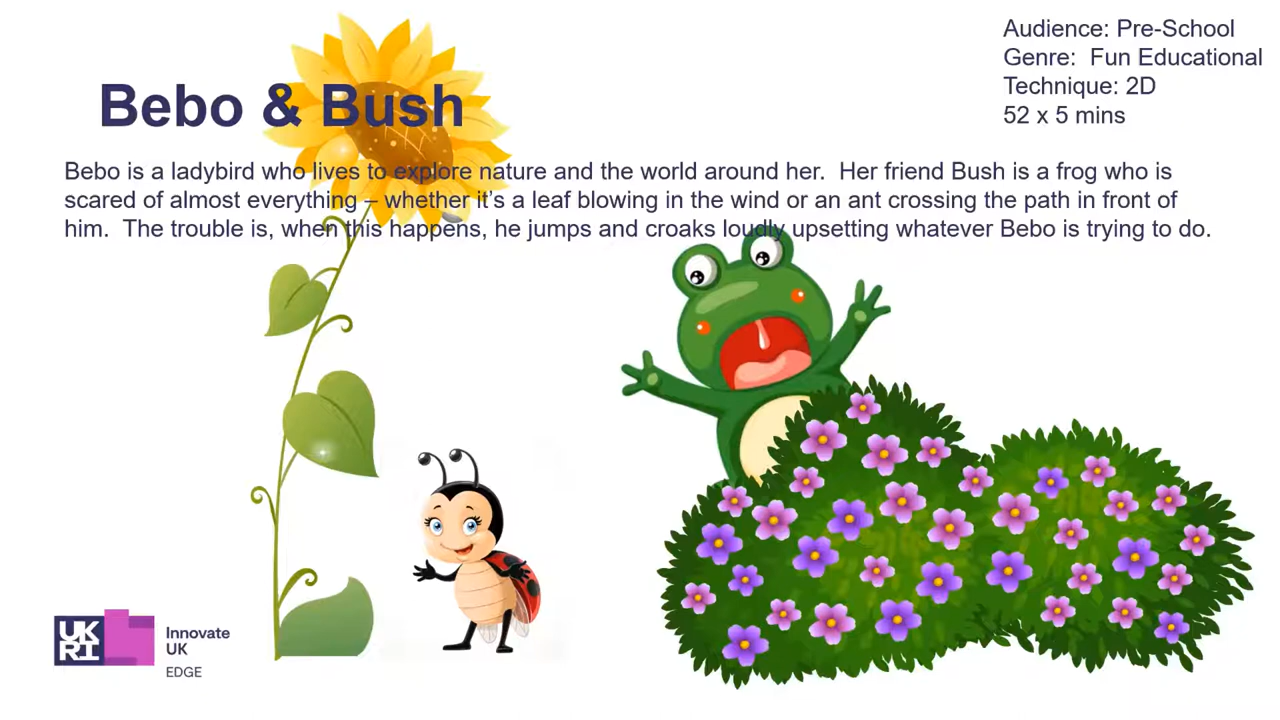 Audience: Pre-School
Genre:  Fun Educational
Technique: 2D
52 x 5 mins
Bebo & Bush
Bebo is a ladybird who lives to explore nature and the world around her.  Her friend Bush is a frog who is
scared of almost everything – whether it’s a leaf blowing in the wind or an ant crossing the path in front of
him.  The trouble is, when this happens, he jumps and croaks loudly upsetting whatever Bebo is trying to do.
UK
RI
Innovate
UK
EDGE